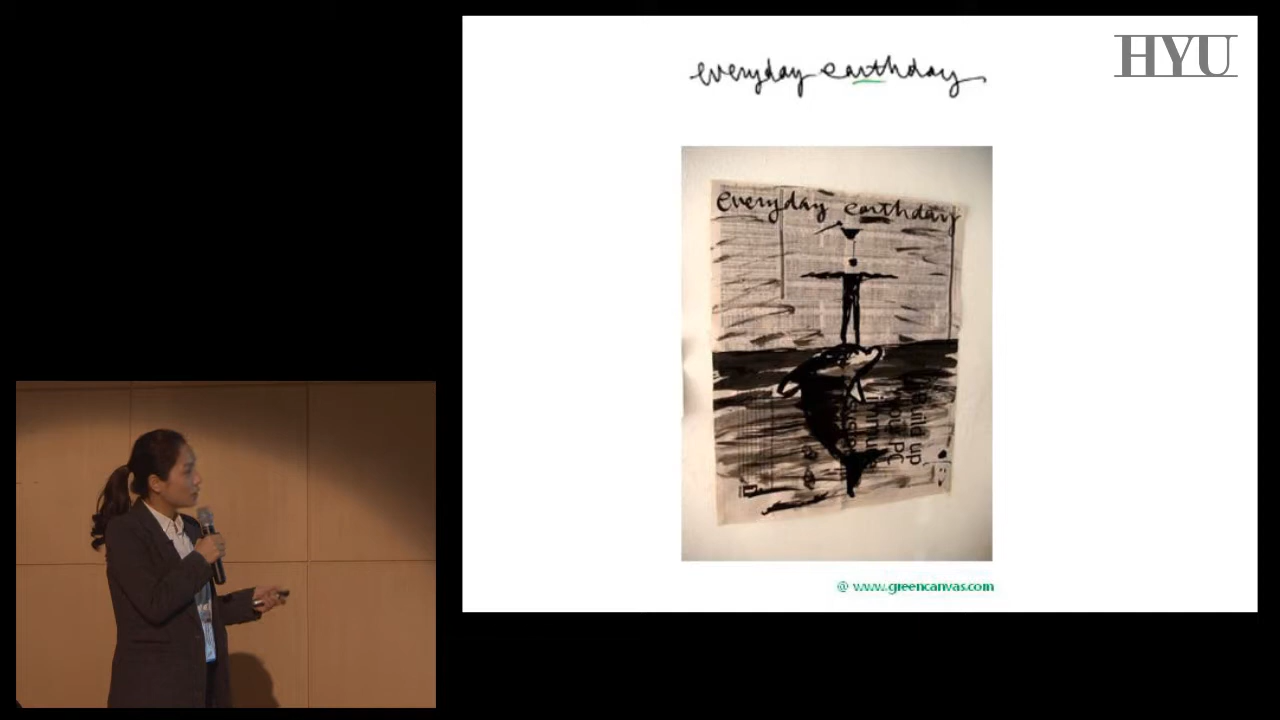 HYU
everyday earthday
everyday earthday
Build up
your PC
immune
@ www.greencanvas.com